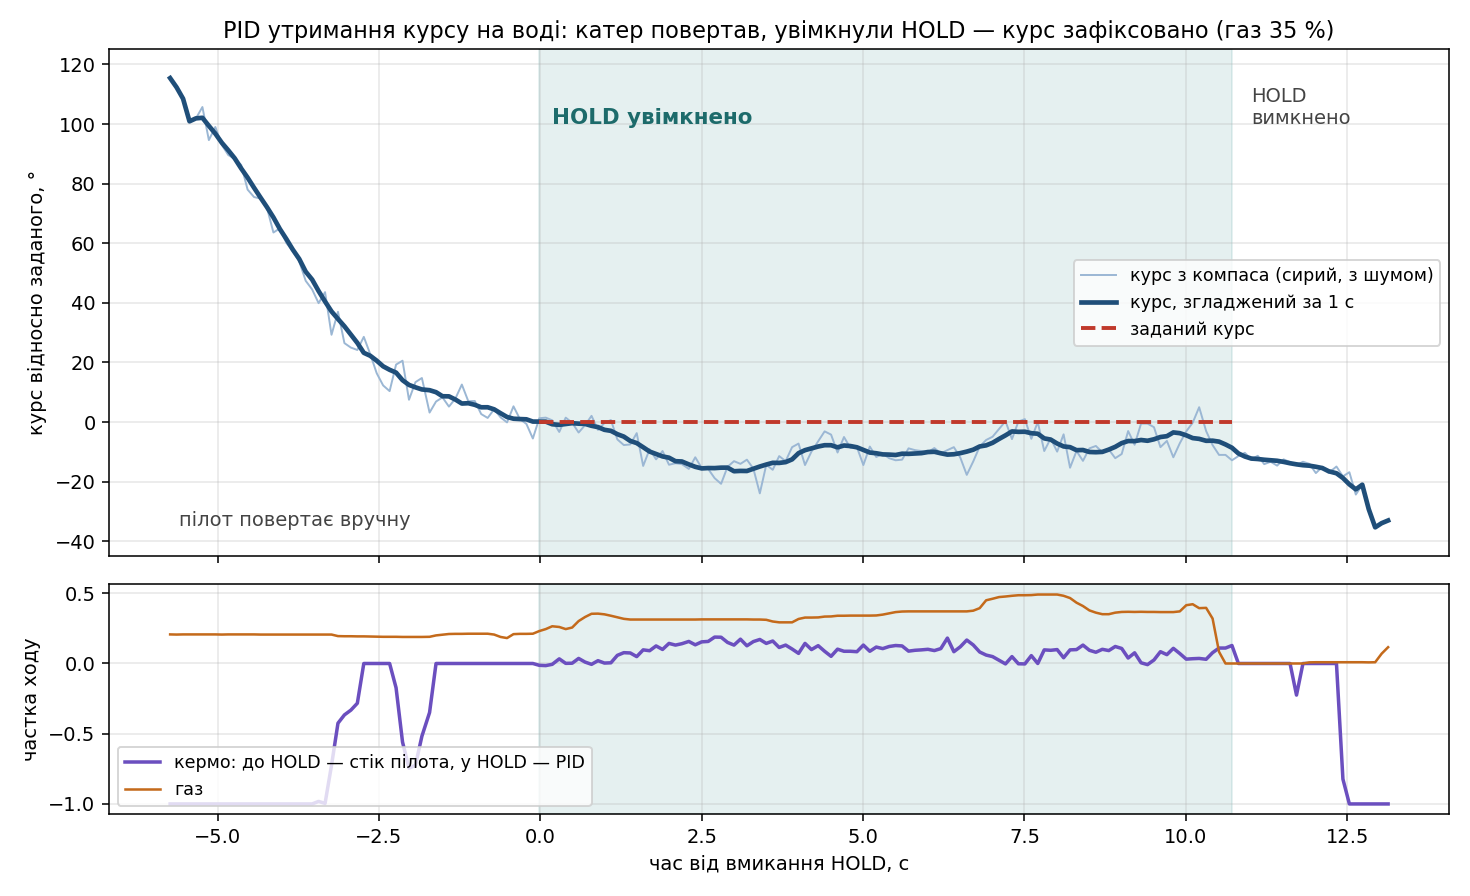 PID утримання курсу на воді: катер повертав, увімкнули HOLD — курс зафіксовано (газ 35 %)
курс відносно заданого, °
120
100
80
60
40
20
0
−20
−40
HOLD увімкнено
HOLD
вимкнено
курс з компаса (сирий, з шумом)
курс, згладжений за 1 с
заданий курс
пілот повертає вручну
частка ходу
0.5
0.0
−0.5
−1.0
кермо: до HOLD — стік пілота, у HOLD — PID
газ
−5.0
−2.5
0.0
2.5
5.0
7.5
10.0
12.5
час від вмикання HOLD, с